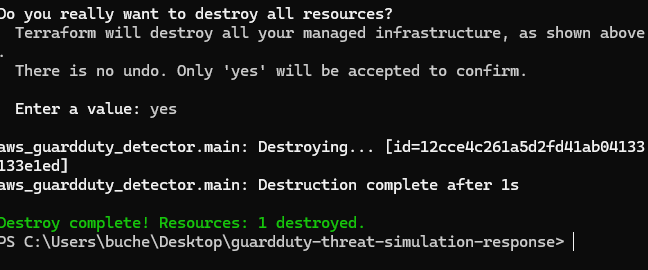 Do you really want to destroy all resources?
  Terraform will destroy all your managed infrastructure, as shown above
.
  There is no undo. Only 'yes' will be accepted to confirm.
  Enter a value: yes
aws_guardduty_detector.main: Destroying... [id=12cce4c261a5d2fd41ab04133
133e1ed]
aws_guardduty_detector.main: Destruction complete after 1s
Destroy complete! Resources: 1 destroyed.
PS C:\Users\buche\Desktop\guardduty-threat-simulation-response>